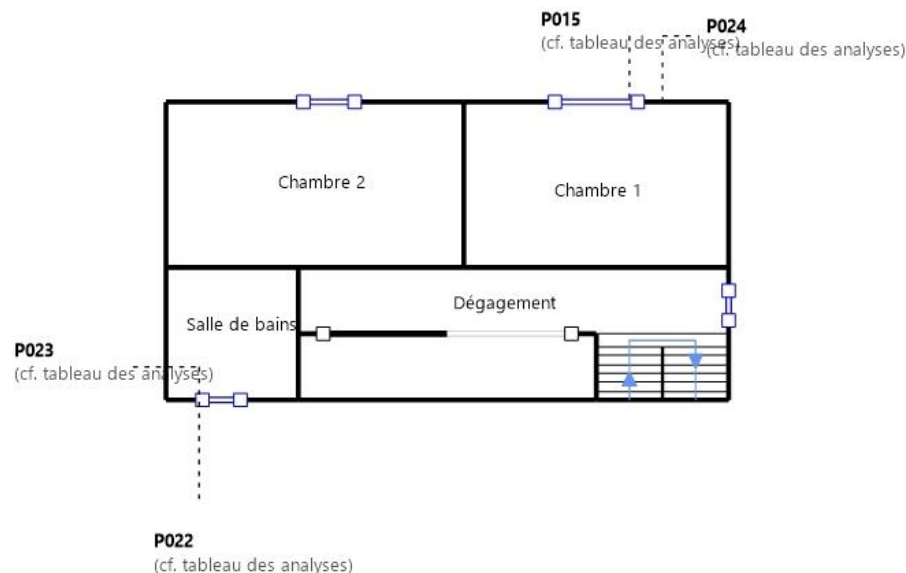 P015
(cf. tableau des analyses)
P024
(cf. tableau des analyses)
Chambre 2
Chambre 1
Dégagement
Salle de bains
P023
(cf. tableau des analyses)
P022
(cf. tableau des analyses)